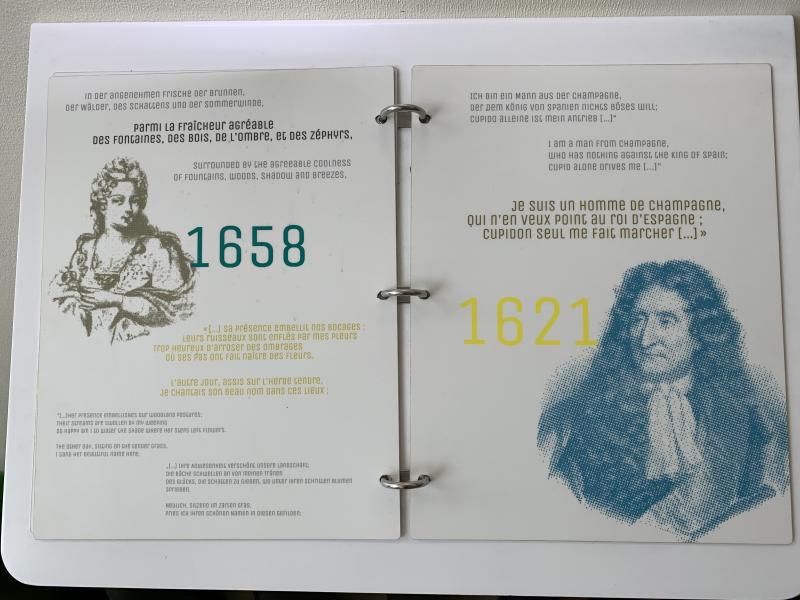 In der angenehmen Frische der Brunnen,
der Wälder, des Schattens und der Sommerwinde,
Parmi la fraîcheur agréable
des fontaines, des bois, de l'ombre, et des zéphyrs,
Surrounded by the agreeable coolness
of fountains, woods, shadow and breezes,
1658
«[...] sa présence embellit nos bocages ;
Leurs ruisseaux sont enflés par mes pleurs
Trop heureux d'arroser des ombrages
Où ses pas ont fait naître des fleurs.
L'autre jour, assis sur l'herbe tendre,
Je chantais son beau nom dans ces lieux ;
"[...]Her presence embellishes our woodland pastures;
Their streams are swollen by my weeping
So happy am I to water the shade where her steps left flowers.
The other day, sitting on the tender grass,
I sang her beautiful name here;
„[...] Ihre Anwesenheit verschönt unsere Landschaft;
Die Bäche schwellen an von meinen Tränen
Des Glücks, die Schatten zu gießen, wo unter ihren Schritten Blumen
sprießen.
Neulich, sitzend im zarten Gras,
Pries ich ihren schönen Namen in diesen Gefilden;
Ich bin ein Mann aus der Champagne,
Der dem König von Spanien nichts Böses will;
Cupido alleine ist mein Antrieb [...]"
I am a man from Champagne,
Who has nothing against the King of Spain;
Cupid alone drives me [...]"
Je suis un homme de Champagne,
Qui n'en veux point au roi d'Espagne ;
Cupidon seul me fait marcher [...] »
1621